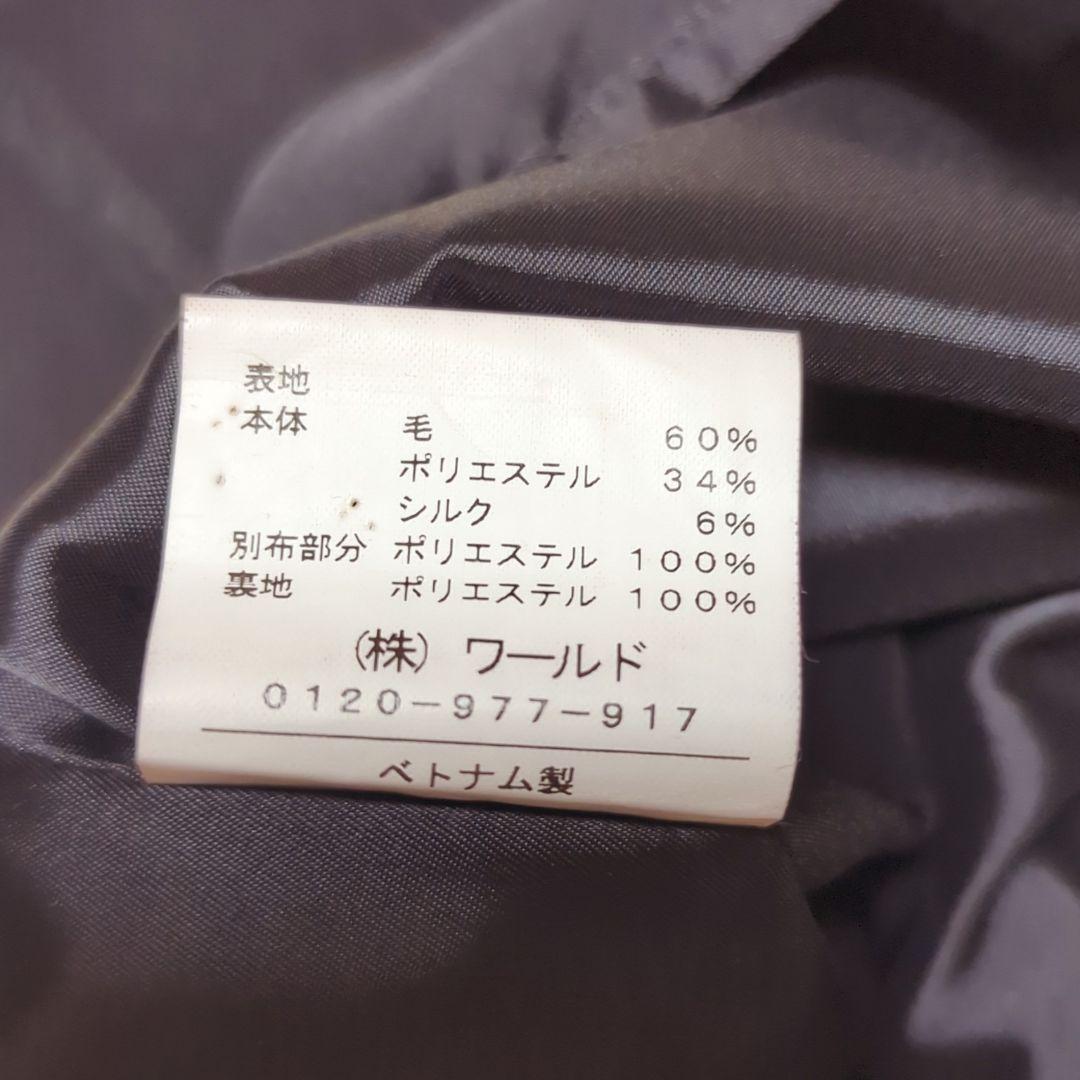 表地
本体 毛 60%
ポリエステル 34%
シルク 6%
別布部分 ポリエステル 100%
裏地 ポリエステル 100%
(株) ワールド
0120-977-917
ベトナム製